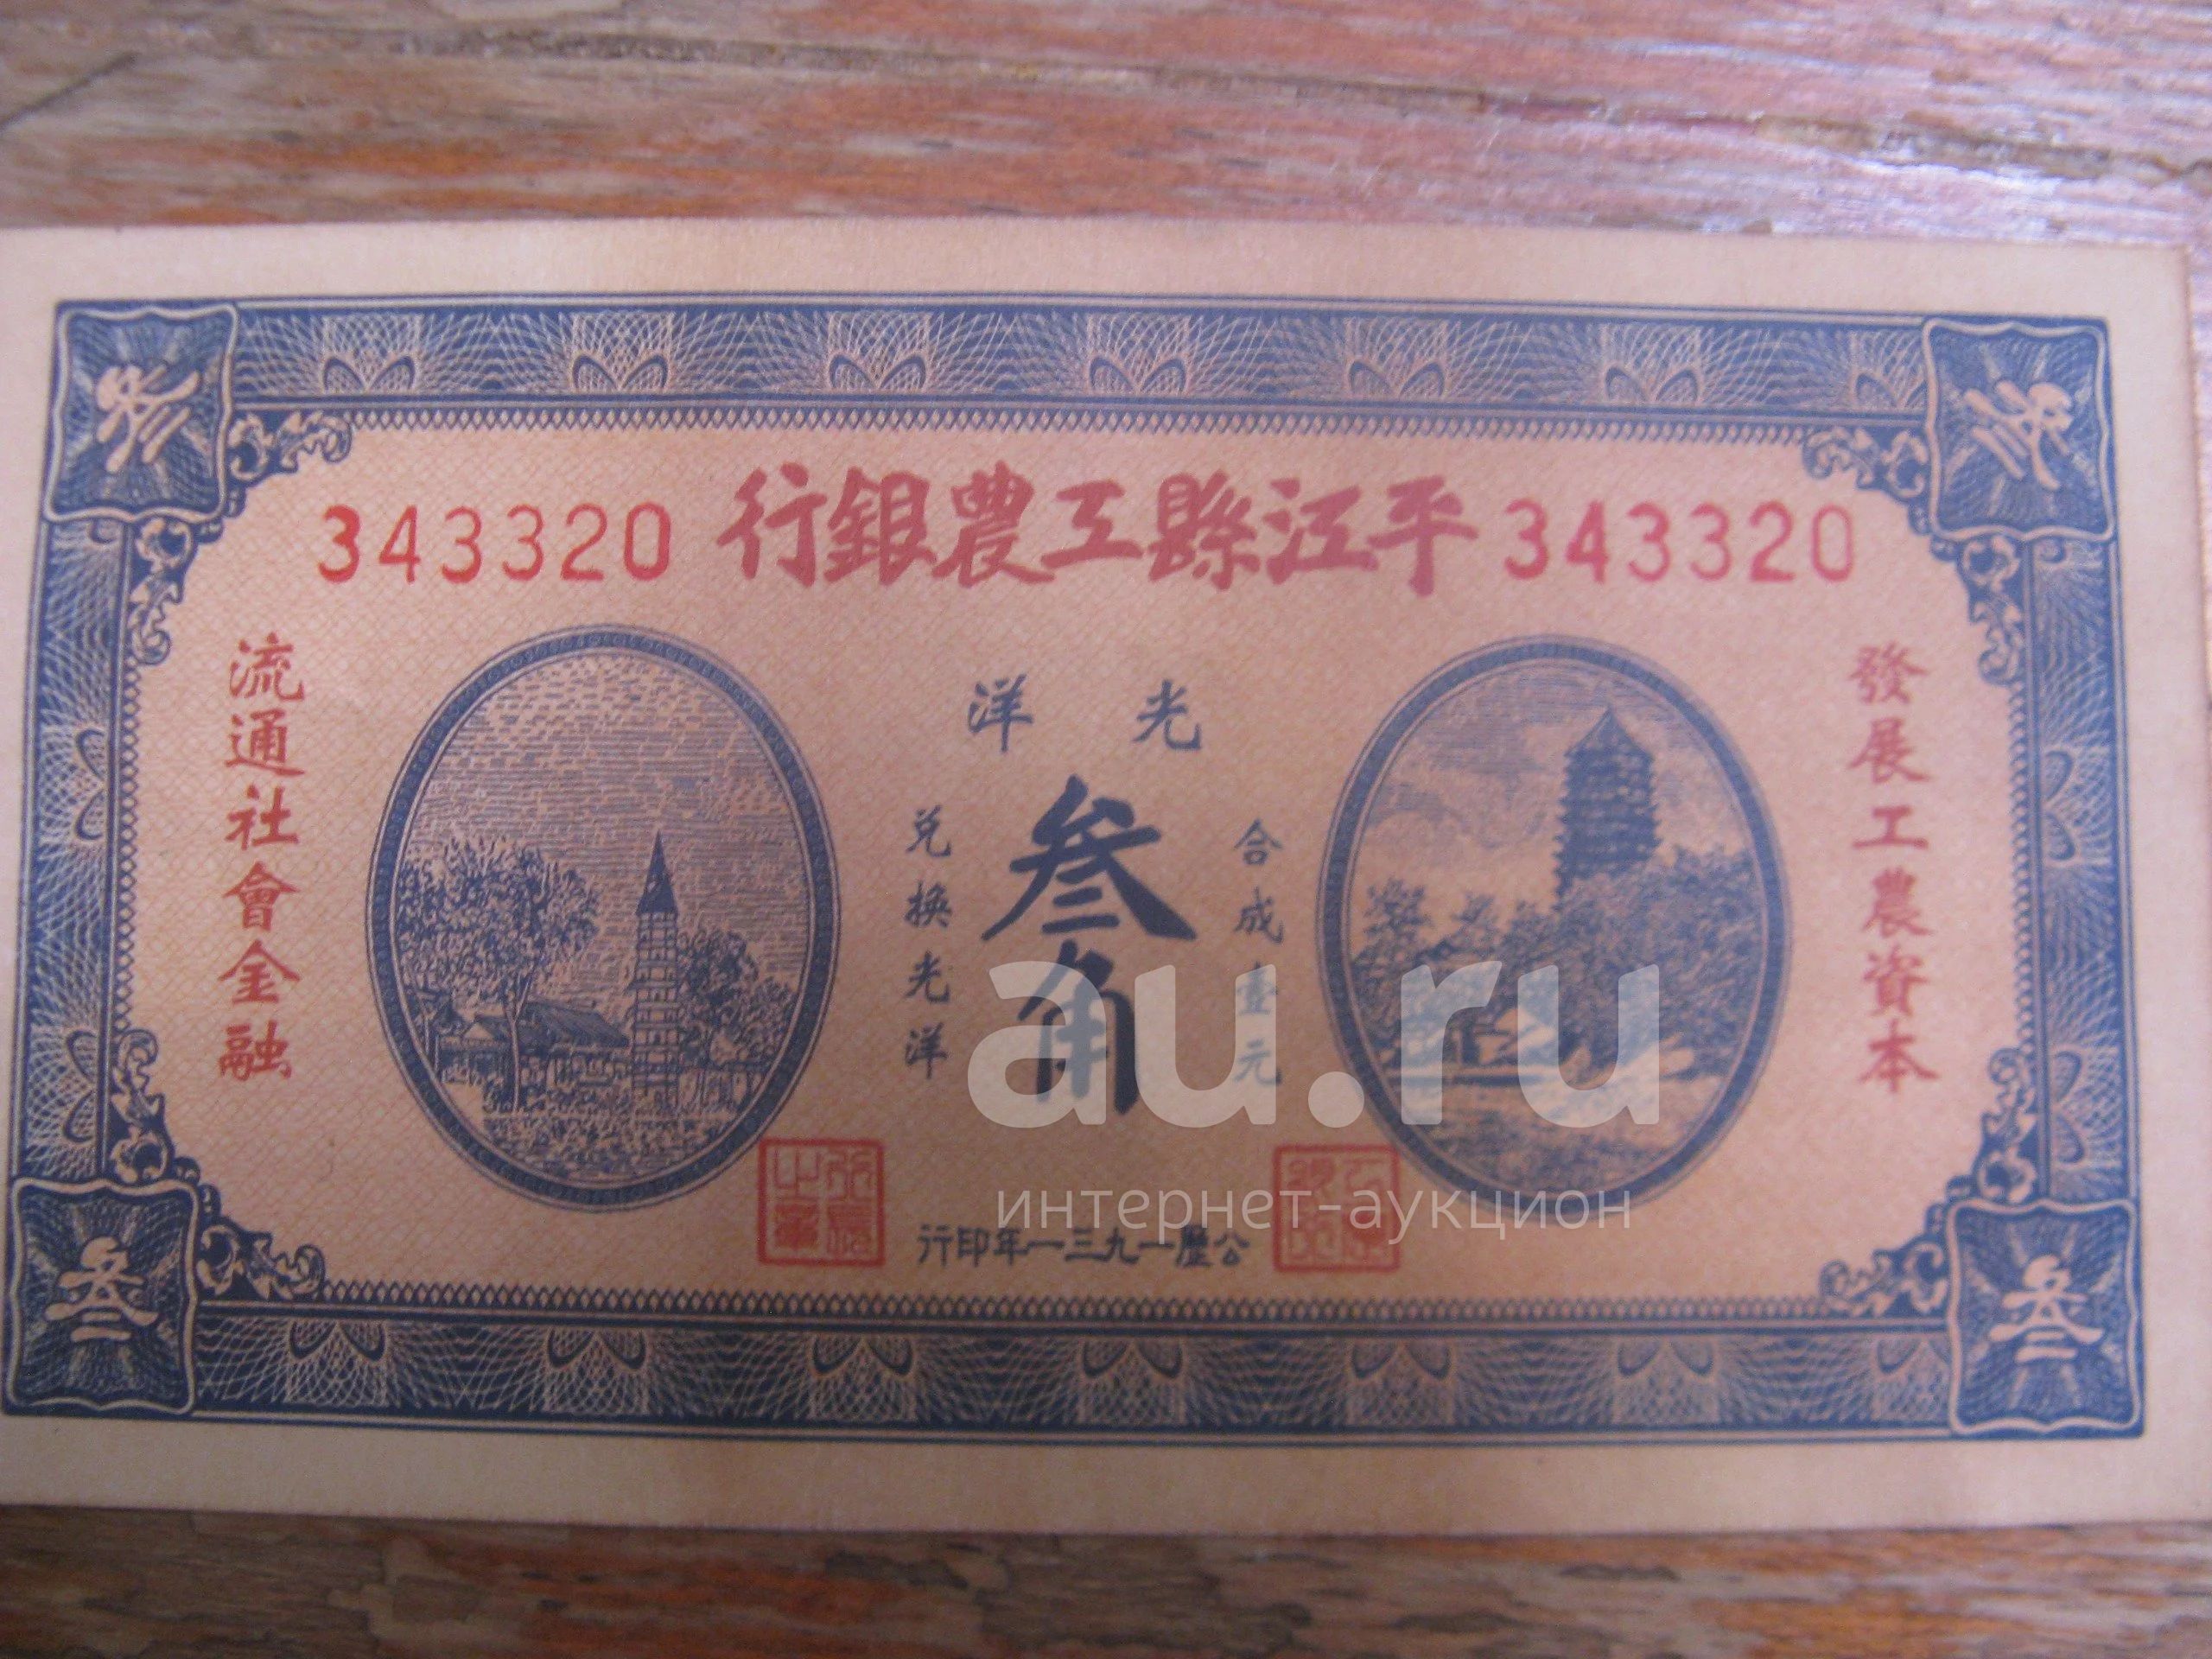 叁
叁
343320
平江縣工農銀行
343320
光洋
發展工農資本
合成壹元
叁角
兑换光洋
流通社會金融
公歷一九三一年印行
叁
叁
au.ru
интернет-аукцион